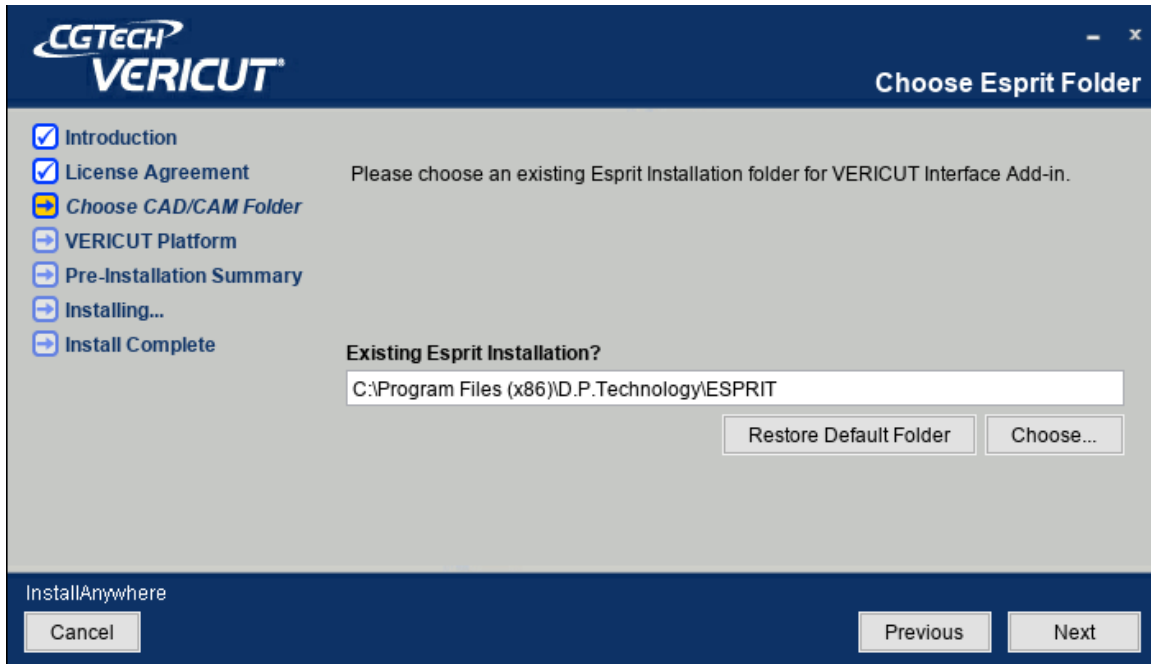 CGTECH
VERICUT®
Choose Esprit Folder
Introduction
License Agreement
Choose CAD/CAM Folder
VERICUT Platform
Pre-Installation Summary
Installing...
Install Complete
Please choose an existing Esprit Installation folder for VERICUT Interface Add-in.
Existing Esprit Installation?
C:\Program Files (x86)\D.P.Technology\ESPRIT
Restore Default Folder
Choose...
InstallAnywhere
Cancel
Previous
Next